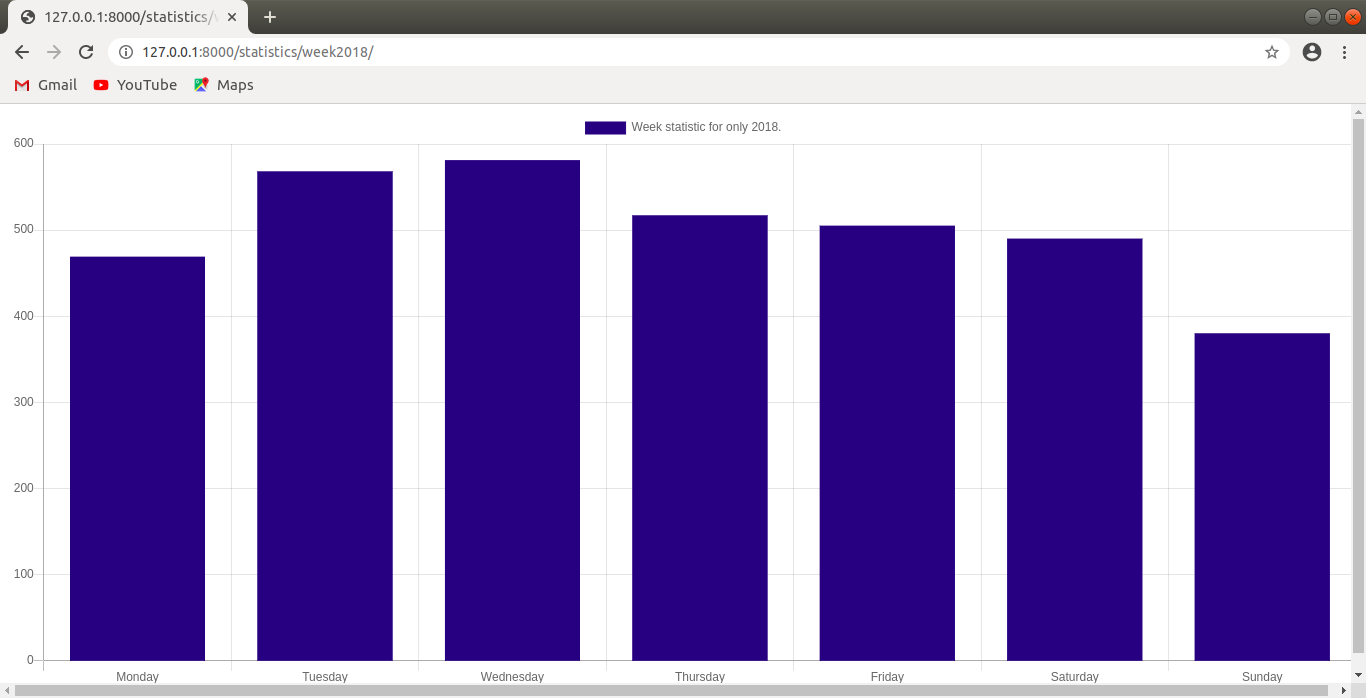 127.0.0.1:8000/statistics/
127.0.0.1:8000/statistics/week2018/
Gmail YouTube Maps
Week statistic for only 2018.
600
500
400
300
200
100
0
Monday Tuesday Wednesday Thursday Friday Saturday Sunday